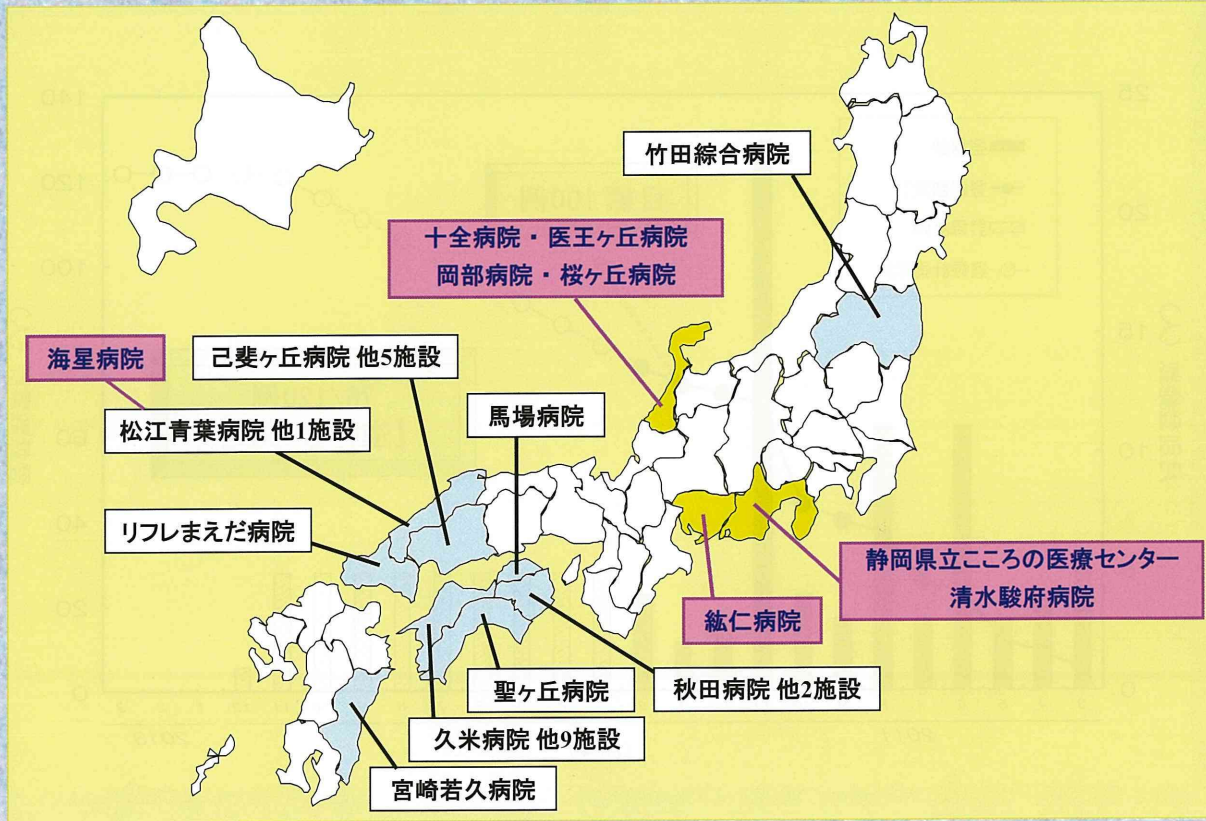 竹田綜合病院
十全病院・医王ヶ丘病院
岡部病院・桜ヶ丘病院
海星病院
己斐ヶ丘病院 他5施設
松江青葉病院 他1施設
馬場病院
リフレまえだ病院
静岡県立こころの医療センター
清水駿府病院
紘仁病院
聖ヶ丘病院
秋田病院 他2施設
久米病院 他9施設
宮崎若久病院